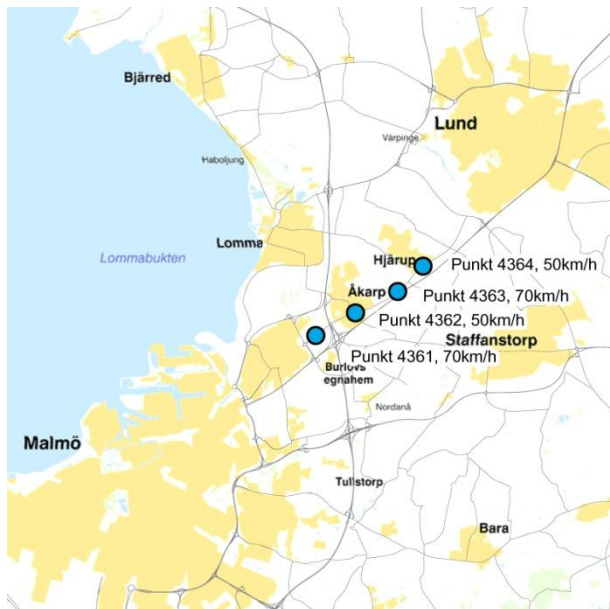 Bjärred
Lund
Värpinge
Haboljung
Lomma
Lommabukten
Hjärup
Punkt 4364, 50km/h
Åkarp
Punkt 4363, 70km/h
Punkt 4362, 50km/h
Staffanstorp
Punkt 4361, 70km/h
Burlövs
egnahem
Nordanå
Malmö
Tullstorp
Bara